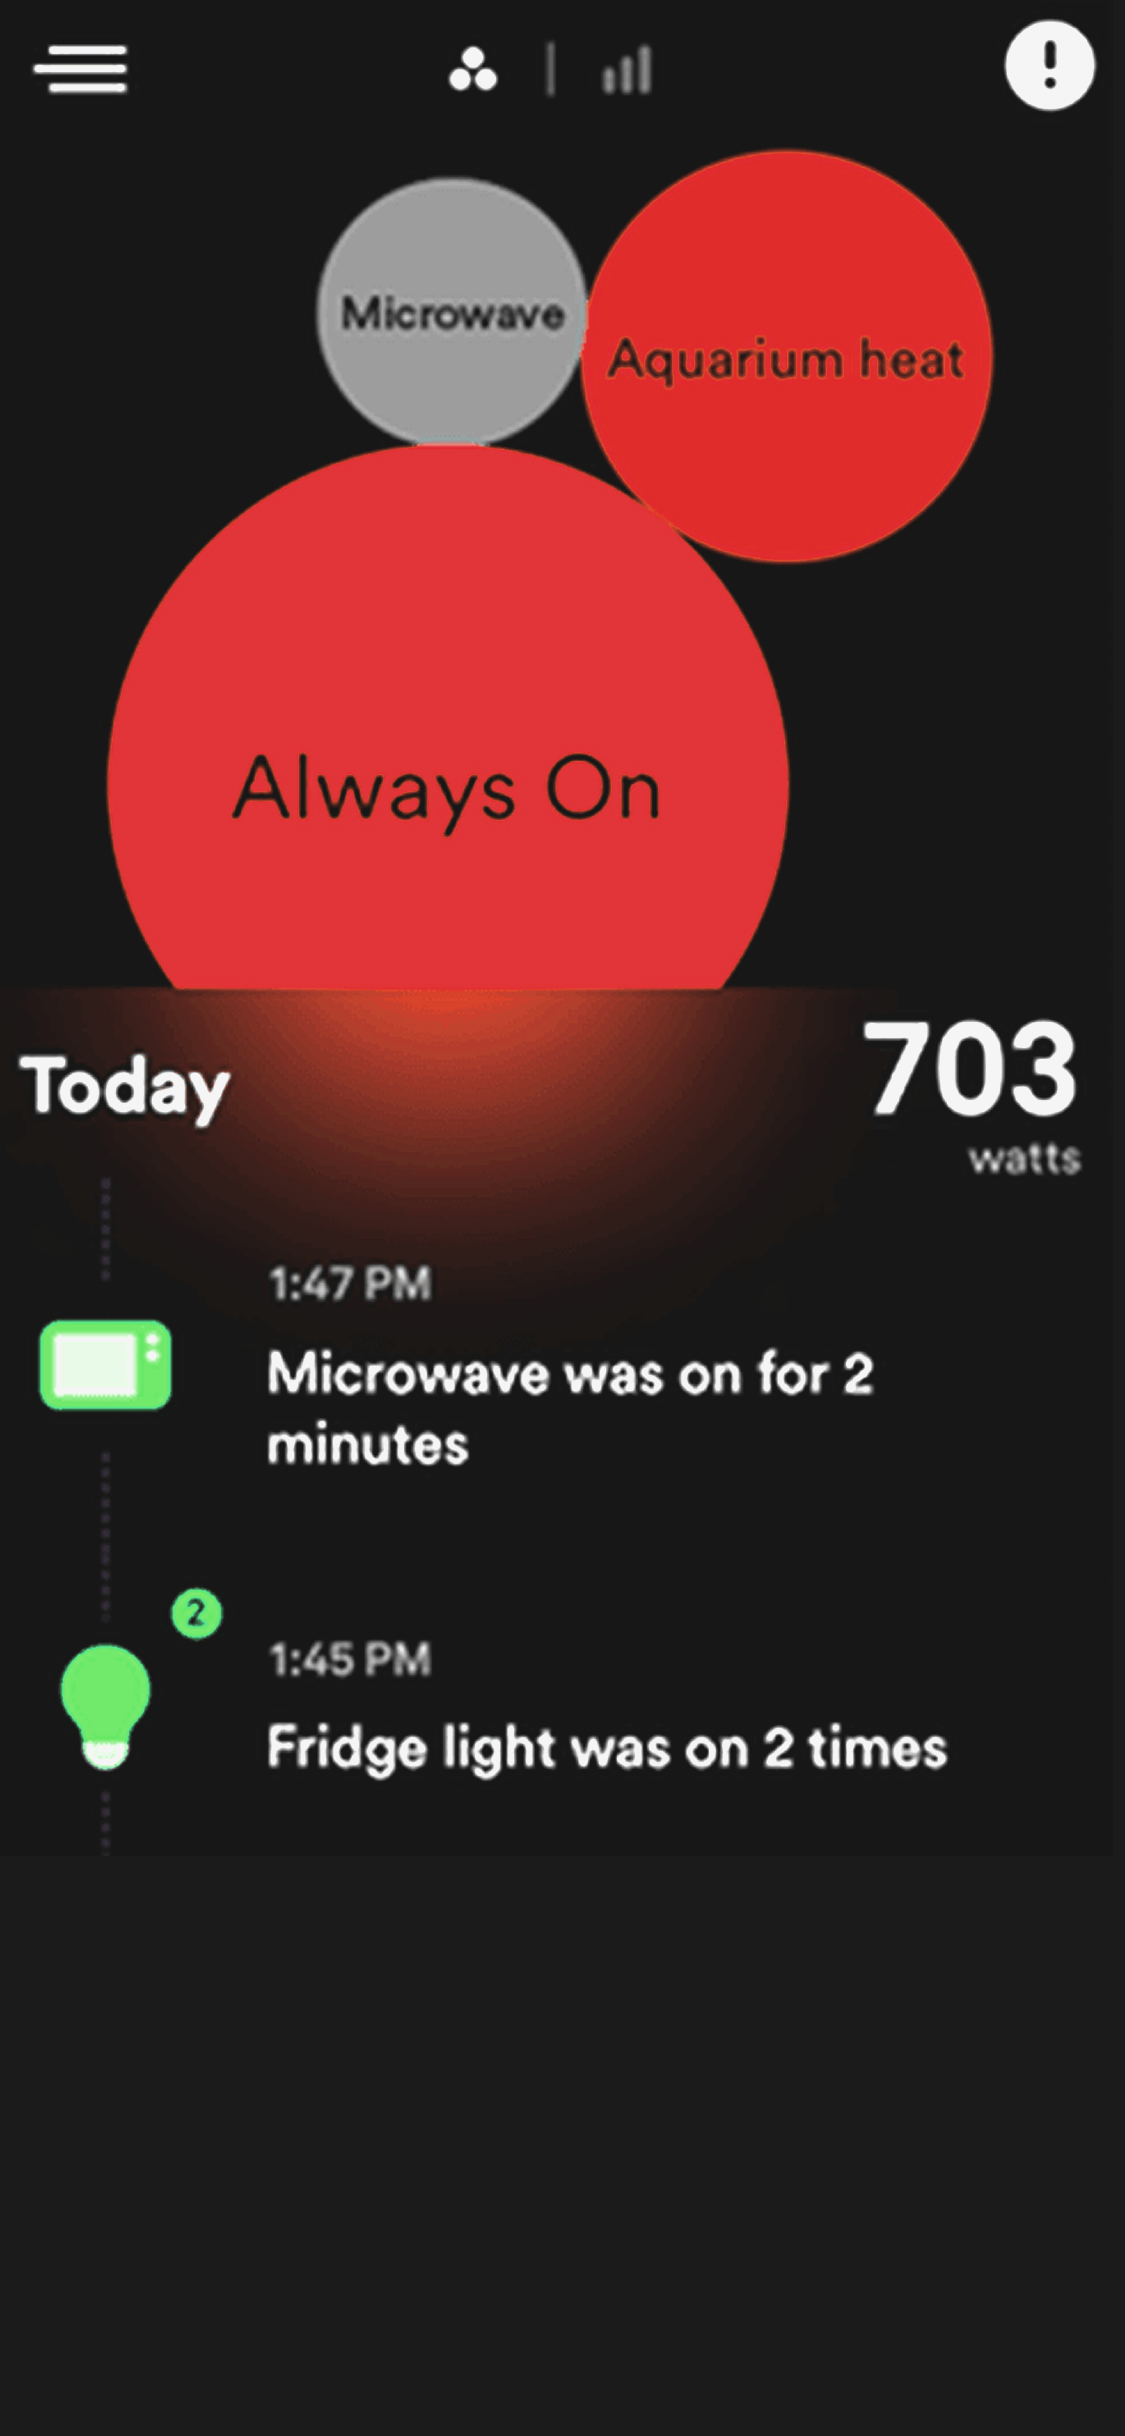 Microwave
Aquarium heat
Always On
Today
703
watts
1:47 PM
Microwave was on for 2
minutes
2
1:45 PM
Fridge light was on 2 times